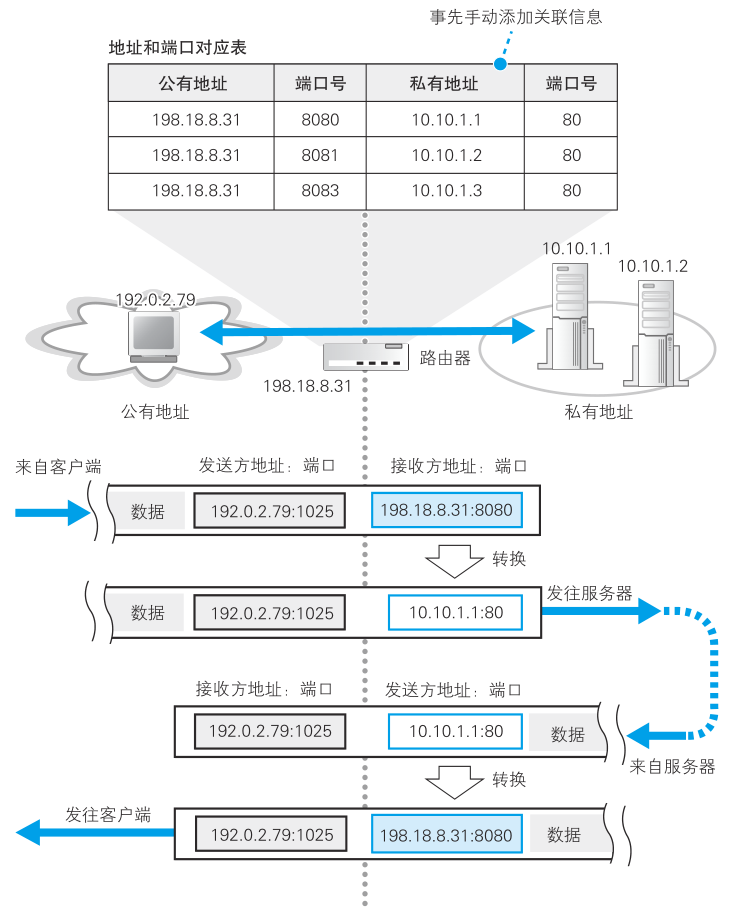 事先手动添加关联信息
地址和端口对应表
公有地址 端口号 私有地址 端口号
198.18.8.31 8080 10.10.1.1 80
198.18.8.31 8081 10.10.1.2 80
198.18.8.31 8083 10.10.1.3 80
10.10.1.1
10.10.1.2
192.0.2.79
路由器
198.18.8.31
公有地址
私有地址
来自客户端
发送方地址：端口
接收方地址：端口
数据 192.0.2.79:1025 198.18.8.31:8080
转换
发往服务器
数据 192.0.2.79:1025 10.10.1.1:80
接收方地址：端口
发送方地址：端口
192.0.2.79:1025 10.10.1.1:80 数据
来自服务器
转换
发往客户端
192.0.2.79:1025 198.18.8.31:8080 数据